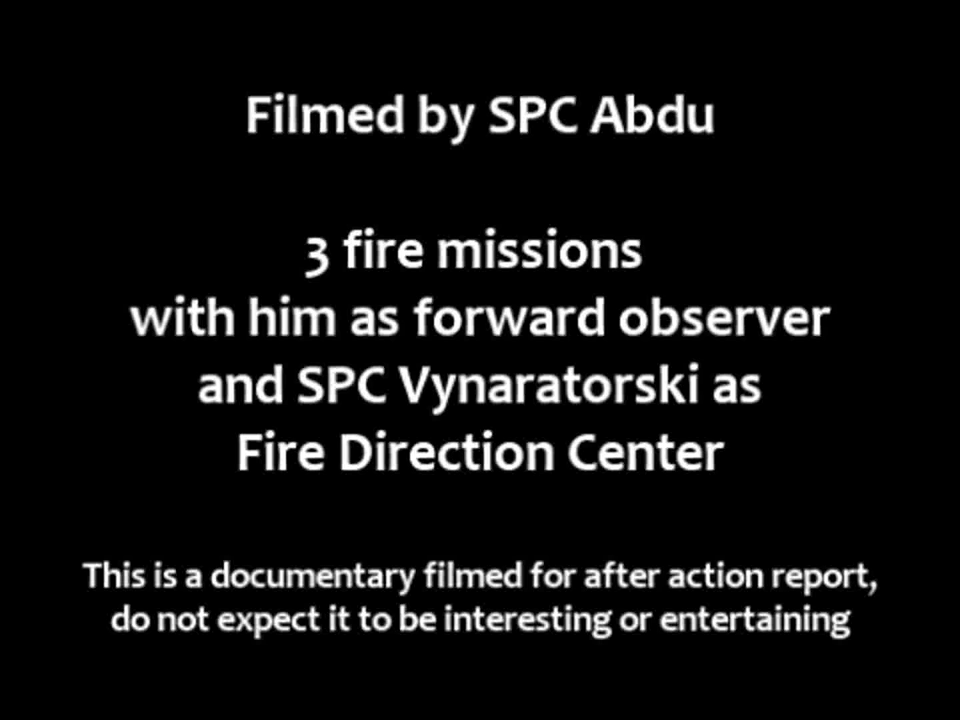 Filmed by SPC Abdu
3 fire missions
with him as forward observer
and SPC Vynaratorski as
Fire Direction Center
This is a documentary filmed for after action report,
do not expect it to be interesting or entertaining